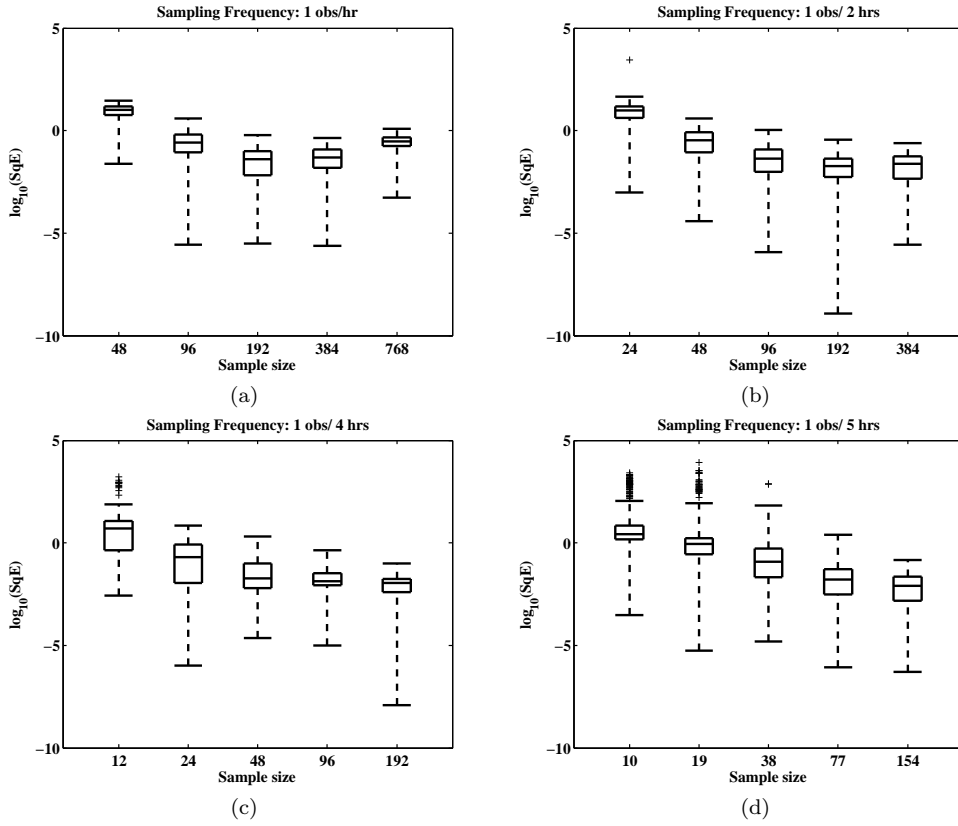 Sampling Frequency: 1 obs/hr
5
0
−5
−10
log10(SqE)
48 96 192 384 768
Sample size
(a)
Sampling Frequency: 1 obs/ 2 hrs
5
0
−5
−10
log10(SqE)
24 48 96 192 384
Sample size
(b)
Sampling Frequency: 1 obs/ 4 hrs
5
0
−5
−10
log10(SqE)
12 24 48 96 192
Sample size
(c)
Sampling Frequency: 1 obs/ 5 hrs
5
0
−5
−10
log10(SqE)
10 19 38 77 154
Sample size
(d)